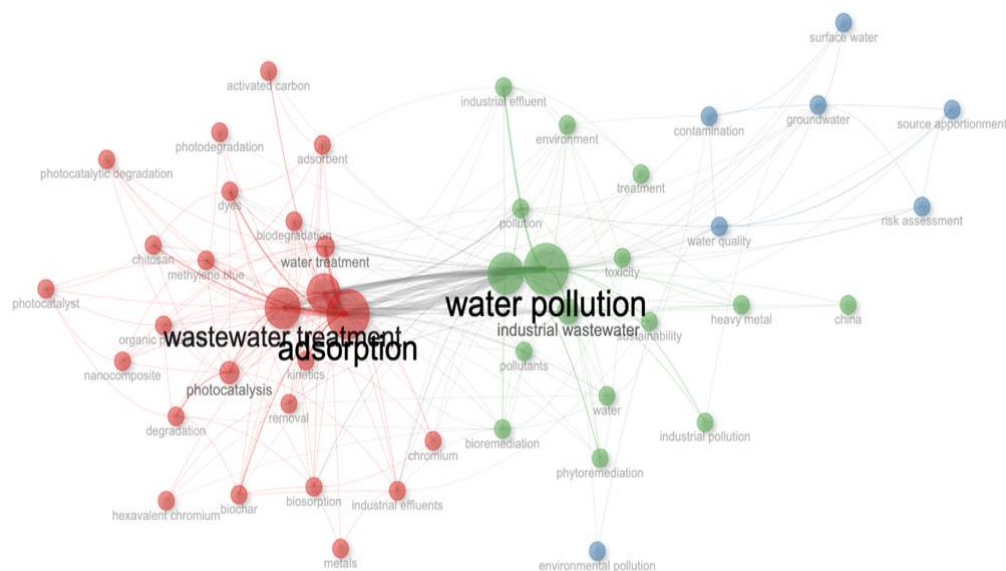 surface water
activated carbon
industrial effluent
groundwater
contamination
source apportionment
environment
photodegradation
adsorbent
photocatalytic degradation
treatment
dyes
pollution
risk assessment
biodegradation
water quality
chitosan
water treatment
methylene blue
toxicity
photocatalyst
water pollution
heavy metal
china
organic p
wastewater treatment
industrial wastewater
sustainability
adsorption
pollutants
nanocomposite
kinetics
photocatalysis
water
removal
degradation
industrial pollution
chromium
bioremediation
phytoremediation
hexavalent chromium
biochar
biosorption
industrial effluents
metals
environmental pollution